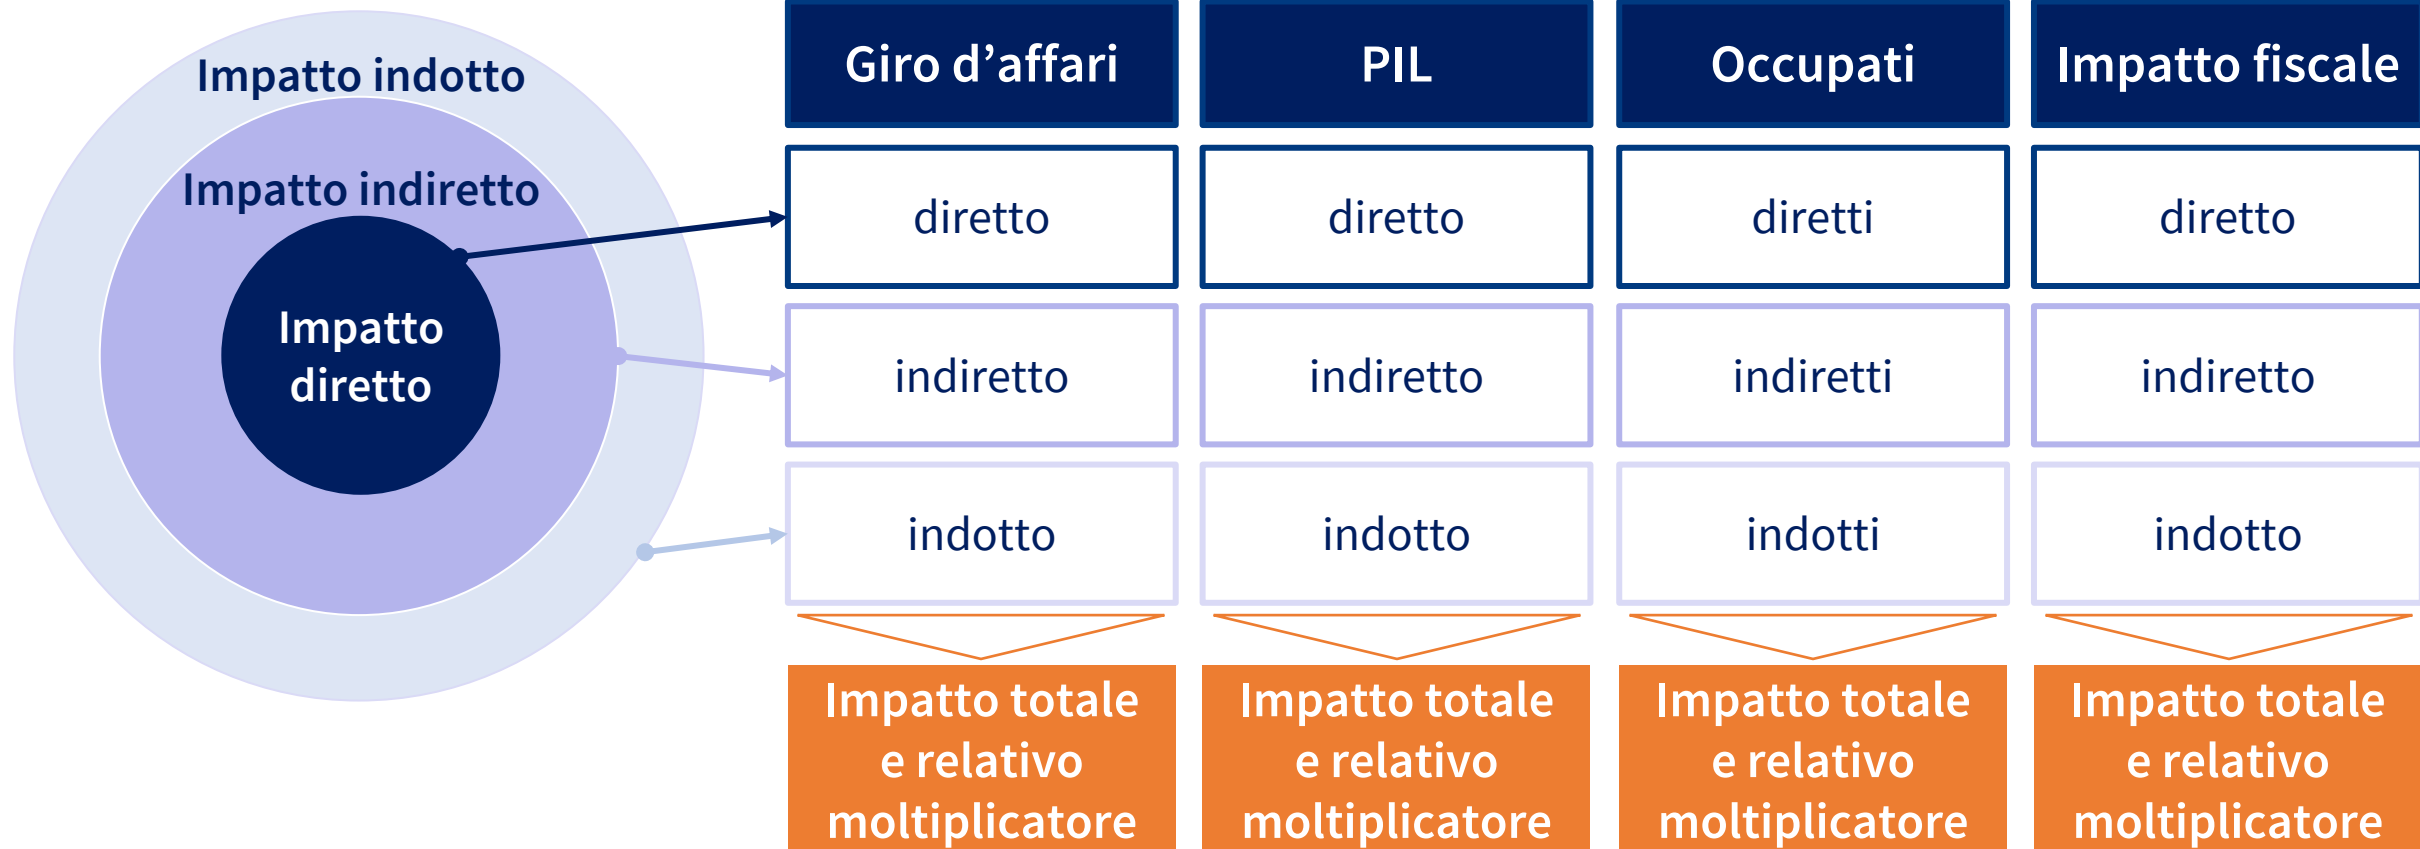 Impatto indotto
Impatto indiretto
Impatto
diretto
Giro d’affari
PIL
Occupati
Impatto fiscale
diretto
diretto
diretti
diretto
indiretto
indiretto
indiretti
indiretto
indotto
indotto
indotti
indotto
Impatto totale
e relativo
moltiplicatore
Impatto totale
e relativo
moltiplicatore
Impatto totale
e relativo
moltiplicatore
Impatto totale
e relativo
moltiplicatore